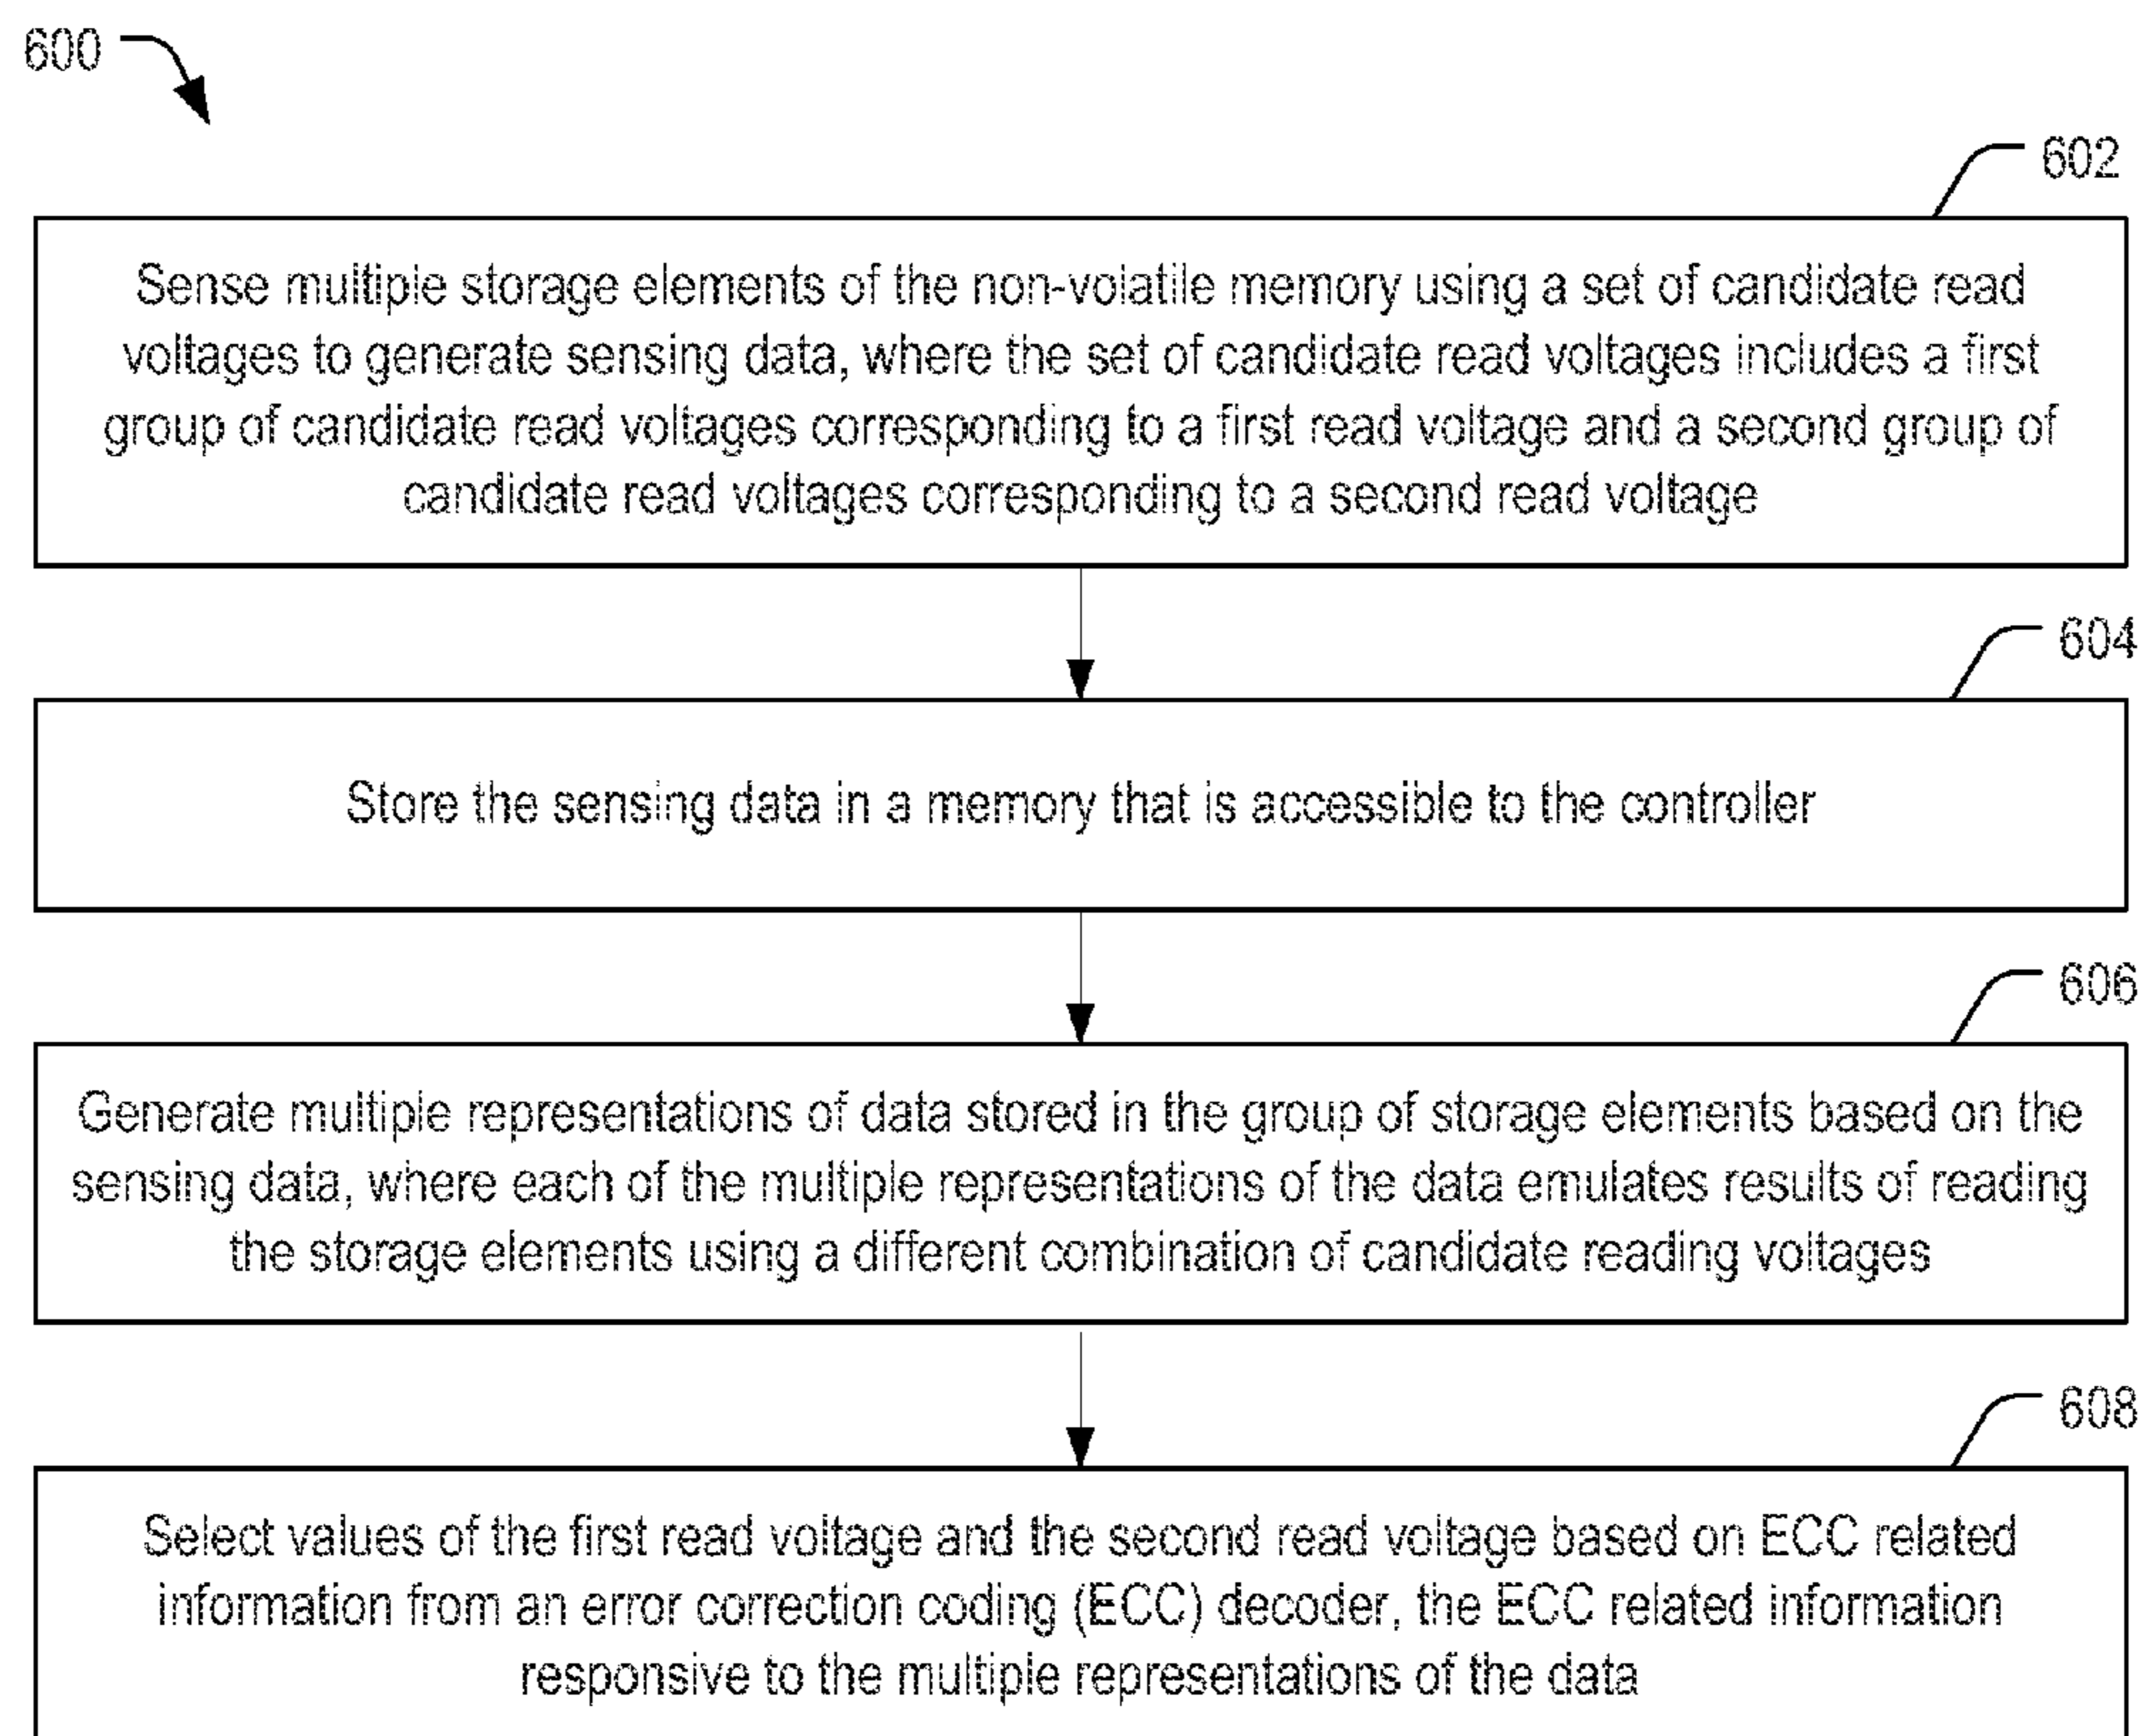 600
602
Sense multiple storage elements of the non-volatile memory using a set of candidate read
voltages to generate sensing data, where the set of candidate read voltages includes a first
group of candidate read voltages corresponding to a first read voltage and a second group of
candidate read voltages corresponding to a second read voltage
604
Store the sensing data in a memory that is accessible to the controller
606
Generate multiple representations of data stored in the group of storage elements based on the
sensing data, where each of the multiple representations of the data emulates results of reading
the storage elements using a different combination of candidate reading voltages
608
Select values of the first read voltage and the second read voltage based on ECC related
information from an error correction coding (ECC) decoder, the ECC related information
responsive to the multiple representations of the data